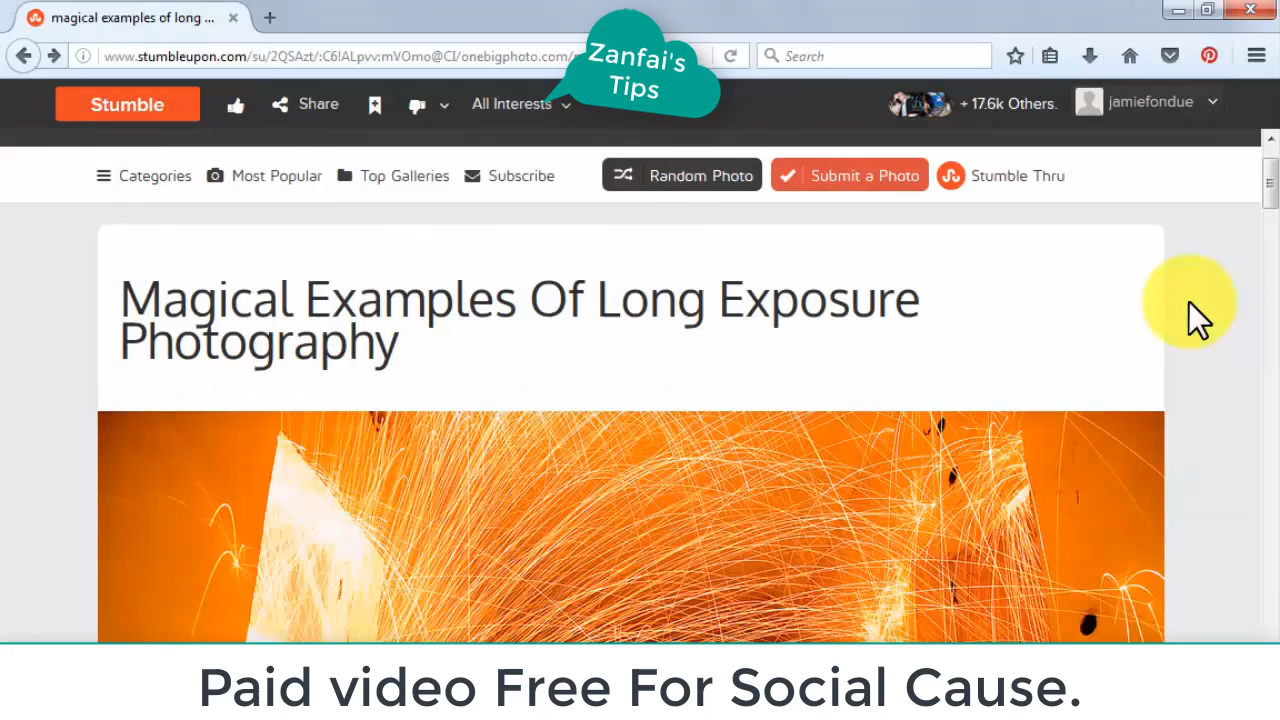 magical examples of long ...
Zanfai's
Tips
www.stumbleupon.com/su/2QSAzt/:C6!ALpvv:mVOmo@CI/onebigphoto.com/
Search
Stumble
Share
All Interests
+ 17.6k Others.
jamiefondue
Categories
Most Popular
Top Galleries
Subscribe
Random Photo
Submit a Photo
Stumble Thru
Magical Examples Of Long Exposure
Photography
Paid video Free For Social Cause.